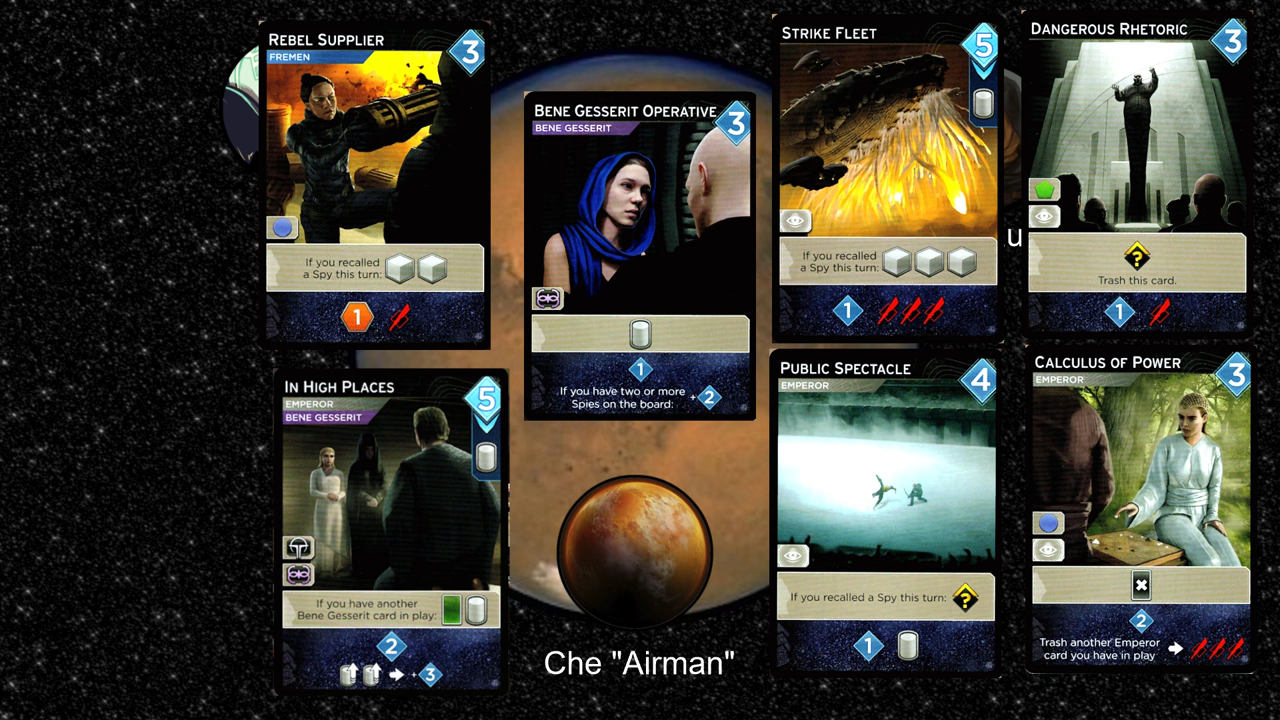 REBEL SUPPLIER
3
FREMEN
If you recalled
a Spy this turn:
1
BENE GESSERIT OPERATIVE
3
BENE GESSERIT
1
If you have two or more
Spies on the board: + 2
STRIKE FLEET
5
If you recalled
a Spy this turn:
1
DANGEROUS RHETORIC
3
?
Trash this card.
1
u
IN HIGH PLACES
5
EMPEROR
BENE GESSERIT
If you have another
Bene Gesserit card in play:
2
+ 3
PUBLIC SPECTACLE
4
EMPEROR
If you recalled a Spy this turn: ?
1
CALCULUS OF POWER
3
EMPEROR
2
Trash another Emperor
card you have in play
Che "Airman"